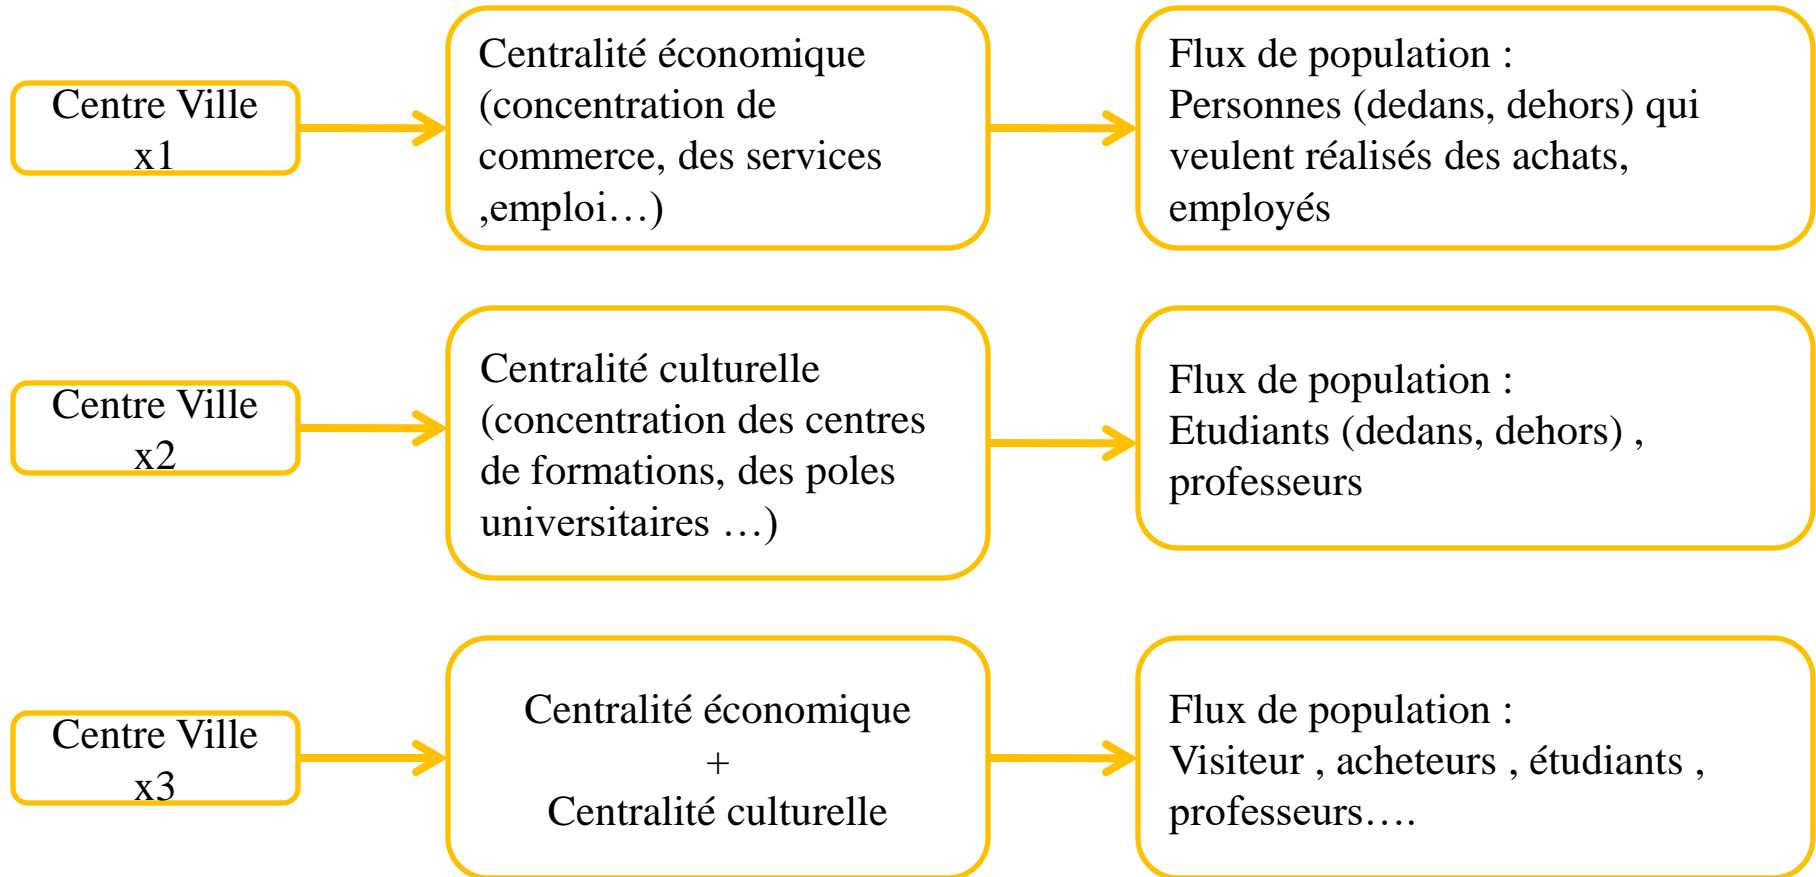 Centre Ville
x1
Centralité économique
(concentration de
commerce, des services
,emploi…)
Flux de population :
Personnes (dedans, dehors) qui
veulent réalisés des achats,
employés
Centre Ville
x2
Centralité culturelle
(concentration des centres
de formations, des poles
universitaires …)
Flux de population :
Etudiants (dedans, dehors) ,
professeurs
Centre Ville
x3
Centralité économique
+
Centralité culturelle
Flux de population :
Visiteur , acheteurs , étudiants ,
professeurs….